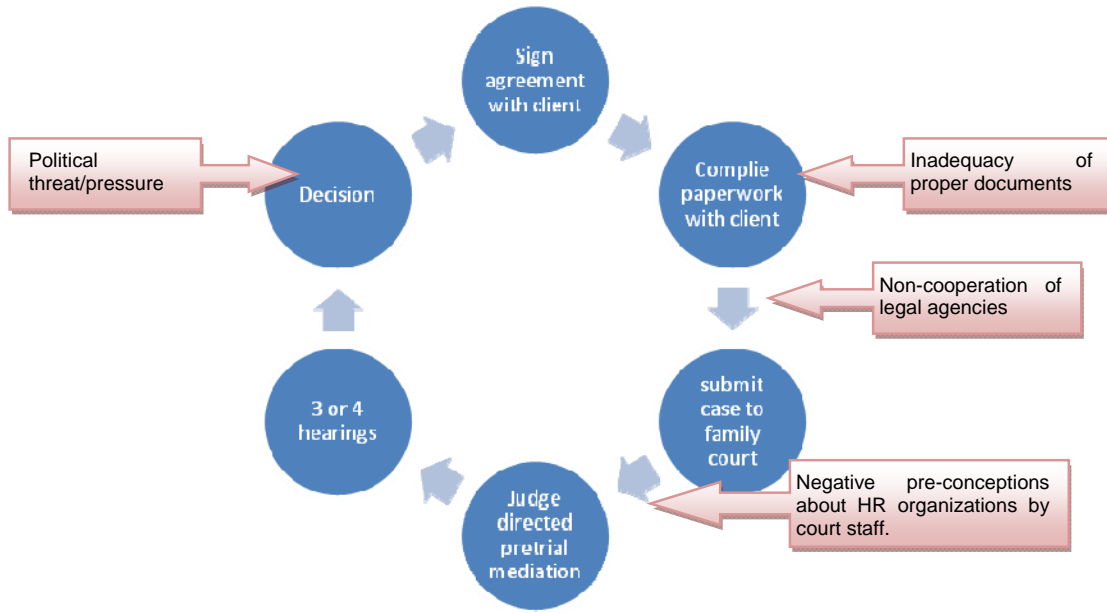 Sign
agreement
with client
Political
threat/pressure
Decision
Complie
paperwork
with client
Inadequacy of
proper documents
Non-cooperation of
legal agencies
3 or 4
hearings
submit
case to
family
court
Judge
directed
pretrial
mediation
Negative pre-conceptions
about HR organizations by
court staff.